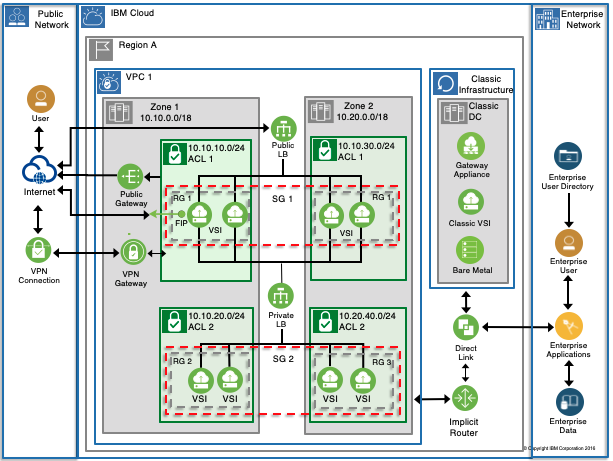 Public
Network
IBM Cloud
Enterprise
Network
Region A
VPC 1
Classic
Infrastructure
Zone 1
10.10.0.0/18
Zone 2
10.20.0.0/18
Classic
DC
User
Internet
VPN
Connection
Public
Gateway
VPN
Gateway
10.10.10.0/24
ACL 1
Public
LB
10.10.30.0/24
ACL 1
RG 1
FIP
VSI
SG 1
RG 1
VSI
Private
LB
10.10.20.0/24
ACL 2
10.20.40.0/24
ACL 2
RG 2
VSI
VSI
SG 2
RG 3
VSI
VSI
Gateway
Appliance
Classic VSI
Bare Metal
Direct
Link
Implicit
Router
Enterprise
User Directory
Enterprise
User
Enterprise
Applications
Enterprise
Data
© Copyright IBM Corporation 2016